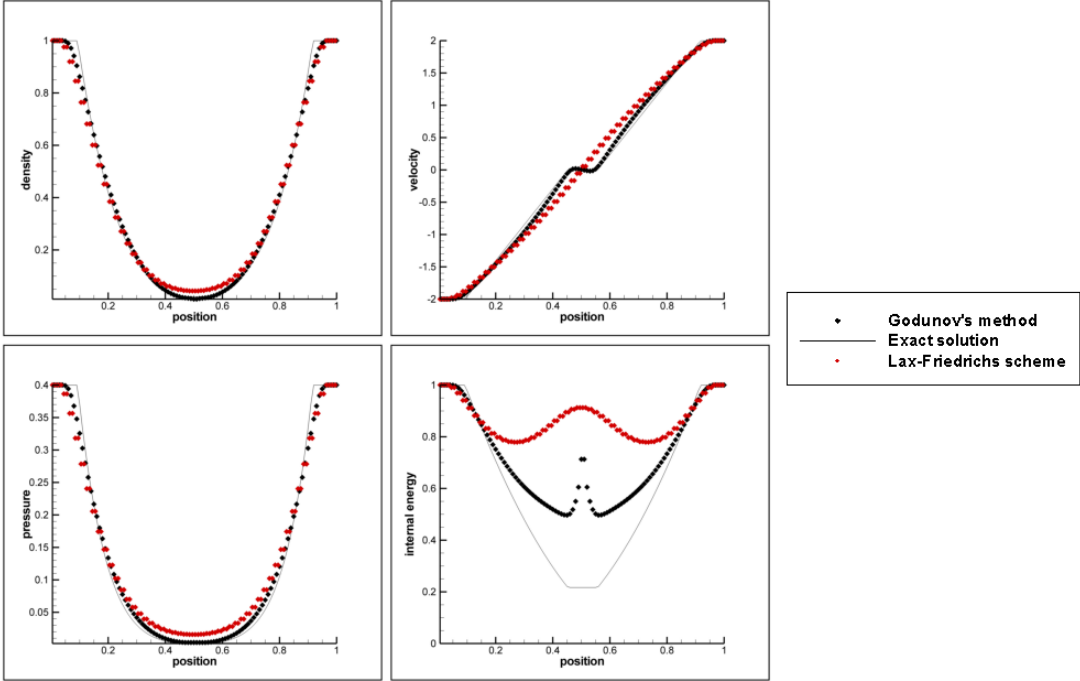 1
0.8
0.6
0.4
0.2
density
0.2 0.4 0.6 0.8 1
position
2
1.5
1
0.5
0
-0.5
-1
-1.5
-2
velocity
0.2 0.4 0.6 0.8 1
position
Godunov's method
Exact solution
Lax-Friedrichs scheme
0.4
0.35
0.3
0.25
0.2
0.15
0.1
0.05
pressure
0.2 0.4 0.6 0.8 1
position
1
0.8
0.6
0.4
0.2
0
internal energy
0.2 0.4 0.6 0.8 1
position